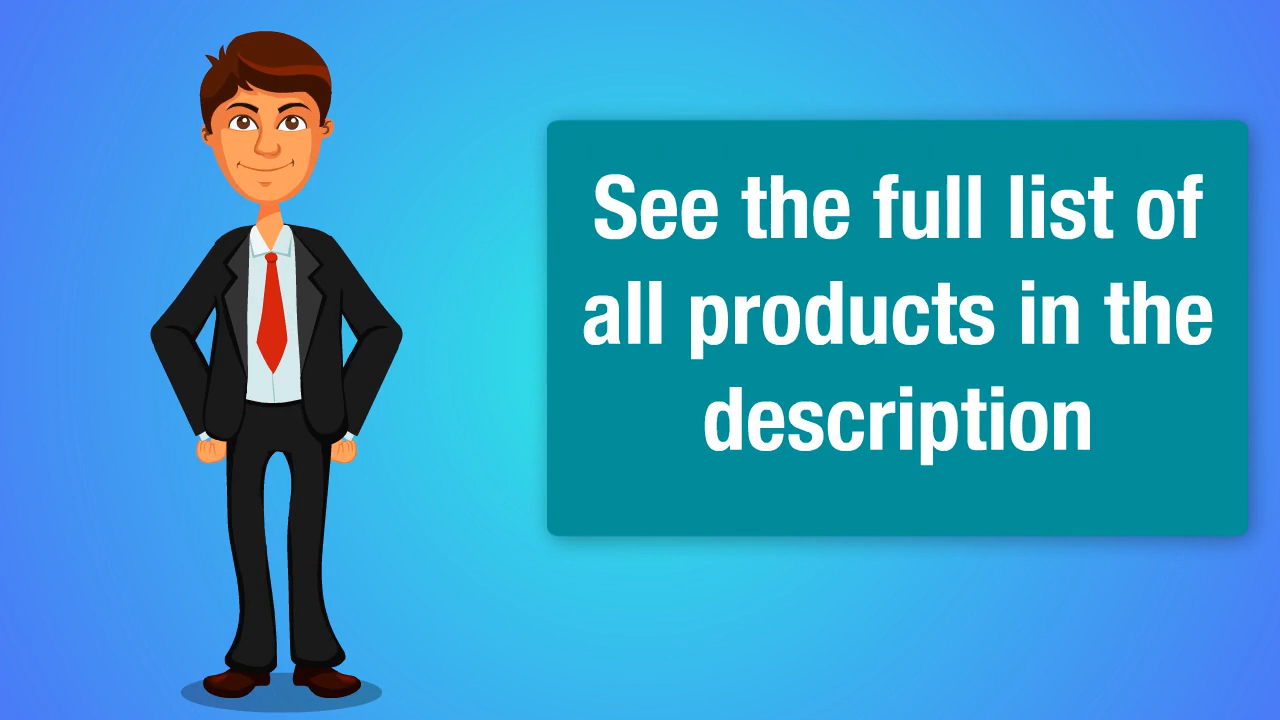 See the full list of
all products in the
description